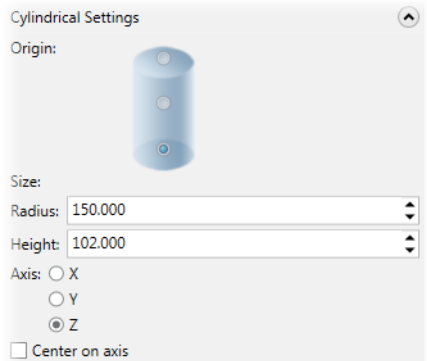 Cylindrical Settings
Origin:
Size:
Radius: 150.000
Height: 102.000
Axis: X
Y
Z
Center on axis